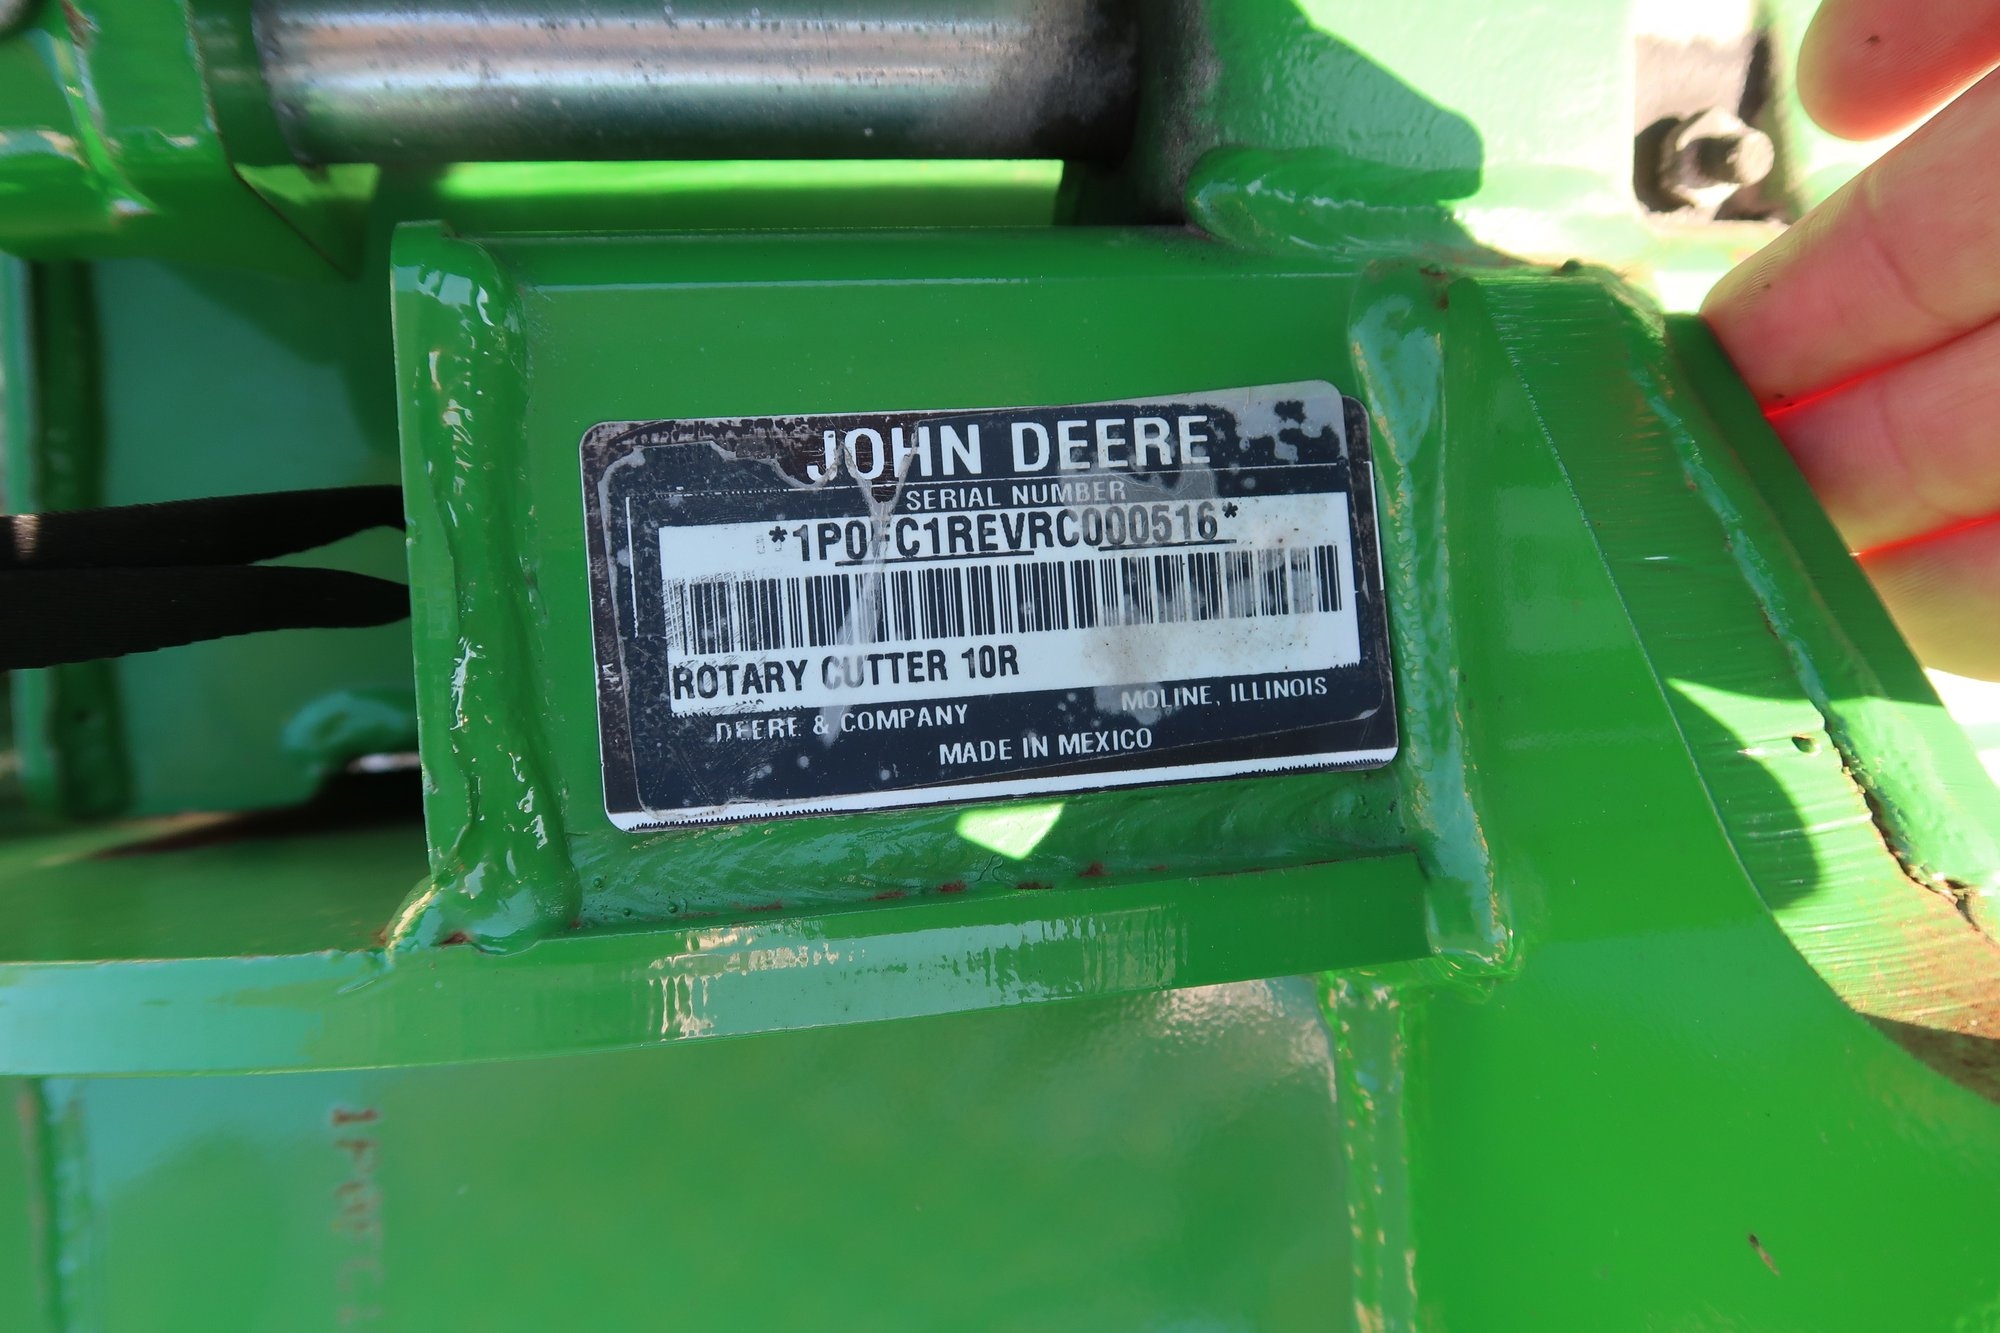 JOHN DEERE
SERIAL NUMBER
*1P0FC1REVRC000516*
ROTARY CUTTER 10R
DEERE & COMPANY MOLINE, ILLINOIS
MADE IN MEXICO